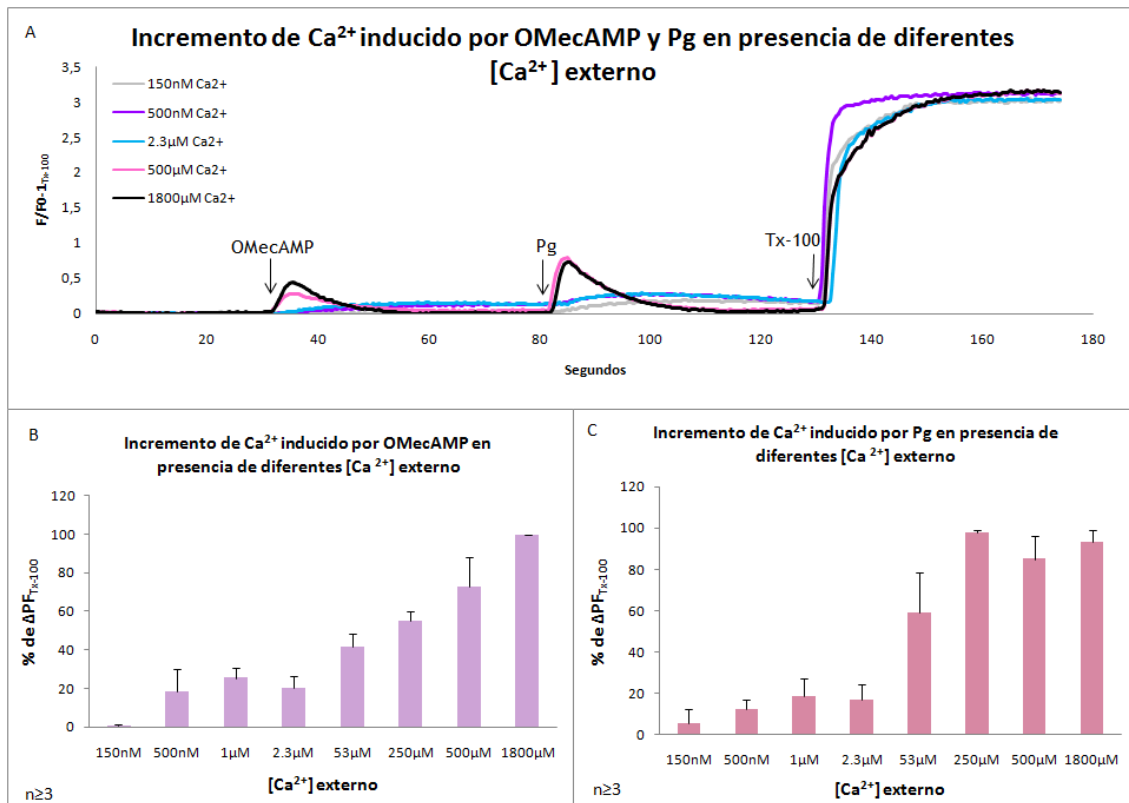 A
Incremento de Ca²⁺ inducido por OMecAMP y Pg en presencia de diferentes
[Ca²⁺] externo
3,5
3
2,5
2
1,5
1
0,5
0
F/F0-1Tx-100
150nM Ca2+
500nM Ca2+
2.3µM Ca2+
500µM Ca2+
1800µM Ca2+
OMecAMP
Pg
Tx-100
0 20 40 60 80 100 120 140 160 180
Segundos
B
Incremento de Ca²⁺ inducido por OMecAMP en
presencia de diferentes [Ca ²⁺] externo
120
100
80
60
40
20
0
% de ΔPFTx-100
150nM 500nM 1µM 2.3µM 53µM 250µM 500µM 1800µM
[Ca²⁺] externo
n≥3
C
Incremento de Ca²⁺ inducido por Pg en presencia de
diferentes [Ca ²⁺] externo
120
100
80
60
40
20
0
% de ΔPFTx-100
150nM 500nM 1µM 2.3µM 53µM 250µM 500µM 1800µM
[Ca²⁺] externo
n≥3